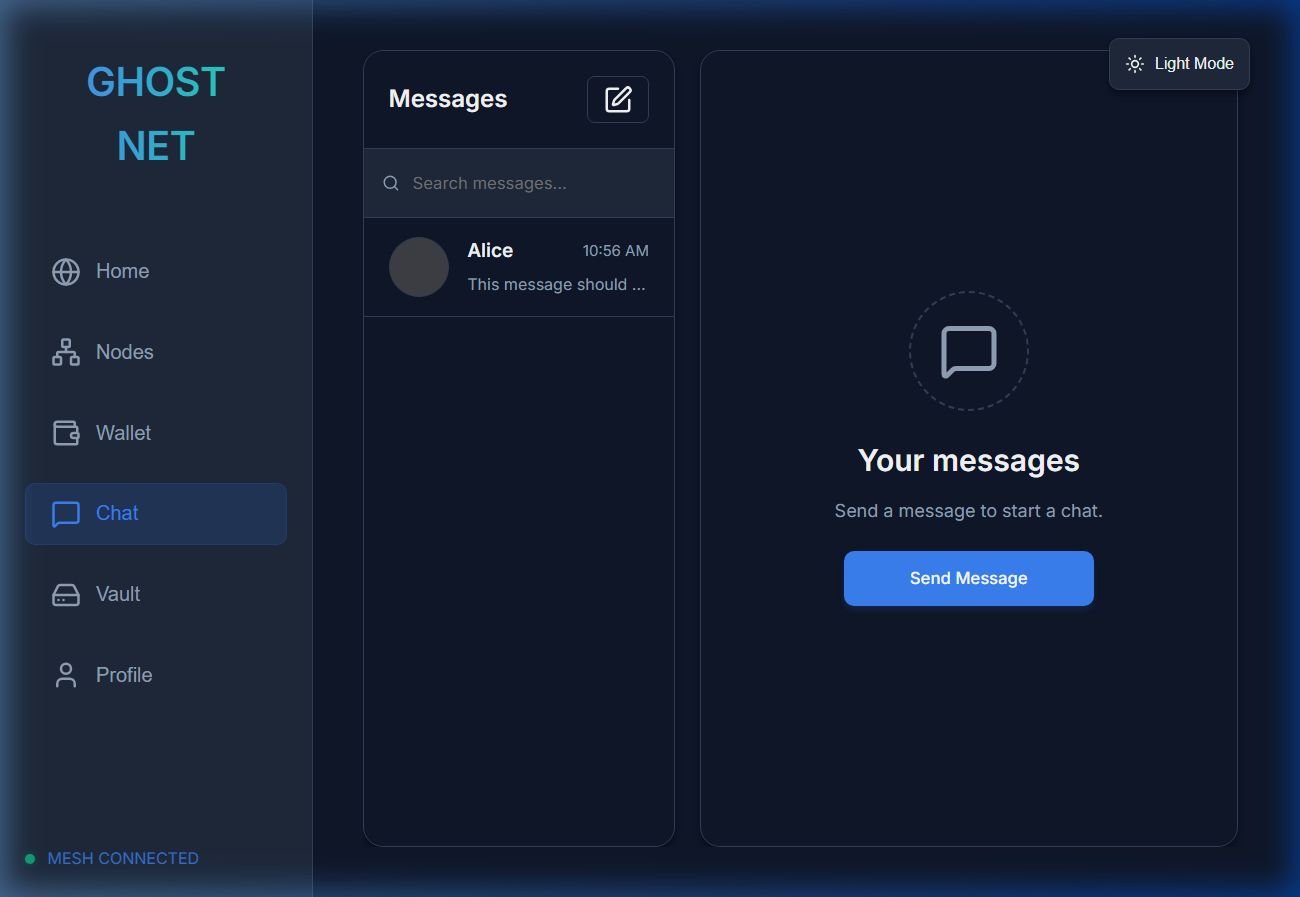 GHOST
NET
Home
Nodes
Wallet
Chat
Vault
Profile
MESH CONNECTED
Messages
Search messages...
Alice
10:56 AM
This message should ...
Light Mode
Your messages
Send a message to start a chat.
Send Message